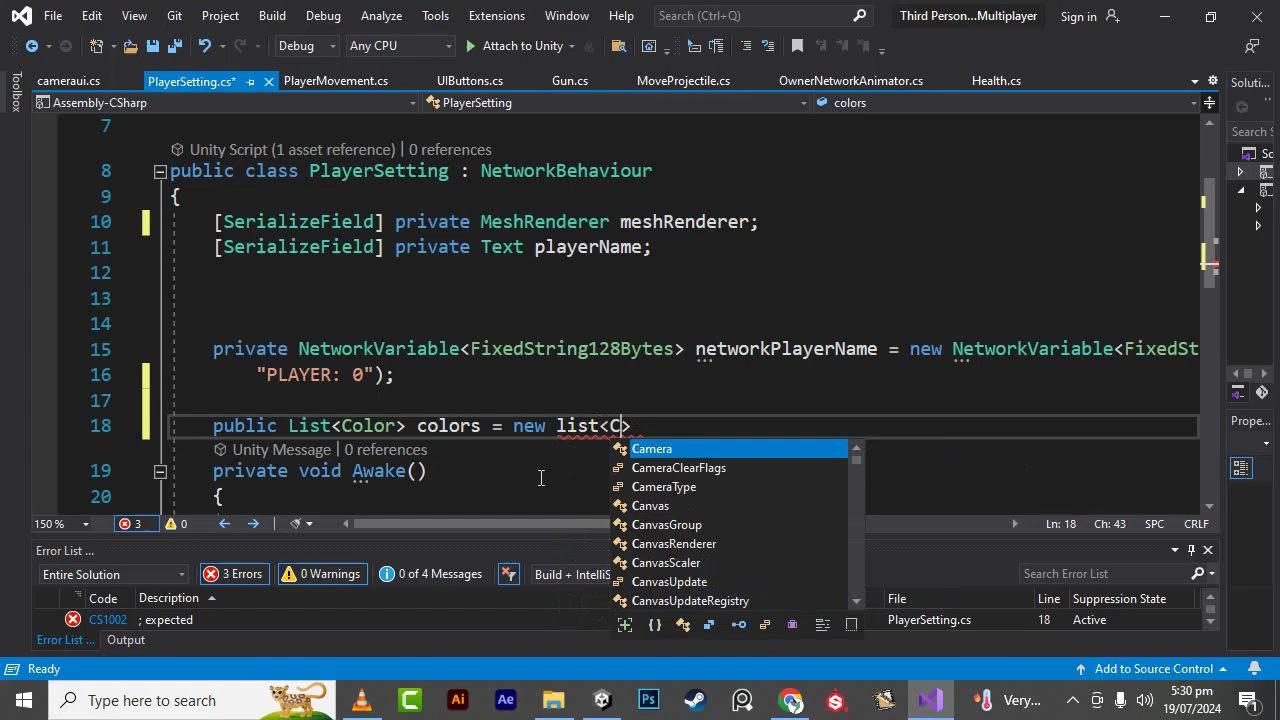 File Edit View Git Project Build Debug Analyze Tools Extensions Window Help Search (Ctrl+Q) Third Person...Multiplayer Sign in
Debug Any CPU Attach to Unity
cameraui.cs PlayerSetting.cs* PlayerMovement.cs UIButtons.cs Gun.cs MoveProjectile.cs OwnerNetworkAnimator.cs Health.cs Soluti...
Toolbox
Assembly-CSharp PlayerSetting colors
Search S
7
Unity Script (1 asset reference) | 0 references
8 public class PlayerSetting : NetworkBehaviour
9 {
10 [SerializeField] private MeshRenderer meshRenderer;
11 [SerializeField] private Text playerName;
12
13
14
15 private NetworkVariable<FixedString128Bytes> networkPlayerName = new NetworkVariable<FixedSt
16 "PLAYER: 0");
17
18 public List<Color> colors = new list<C>
Unity Message | 0 references
19 private void Awake()
20 {
Camera
CameraClearFlags
CameraType
Canvas
CanvasGroup
CanvasRenderer
CanvasScaler
CanvasUpdate
CanvasUpdateRegistry
Prope...
150 % 3 0 Ln: 18 Ch: 43 SPC CRLF
Error List ...
Entire Solution 3 Errors 0 Warnings 0 of 4 Messages Build + IntelliS Search Error List
Code Description File Line Suppression State
CS1002 ; expected PlayerSetting.cs 18 Active
Error List ... Output
Ready Add to Source Control
Type here to search Very... 5:30 pm
19/07/2024